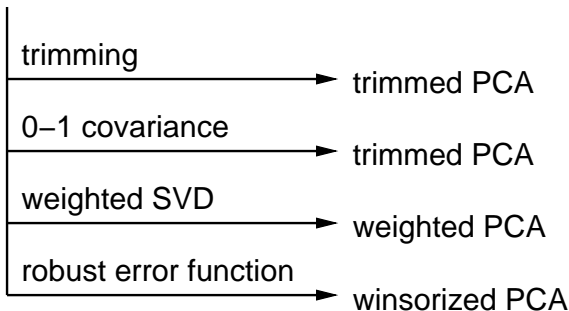 trimming
trimmed PCA
0–1 covariance
trimmed PCA
weighted SVD
weighted PCA
robust error function
winsorized PCA